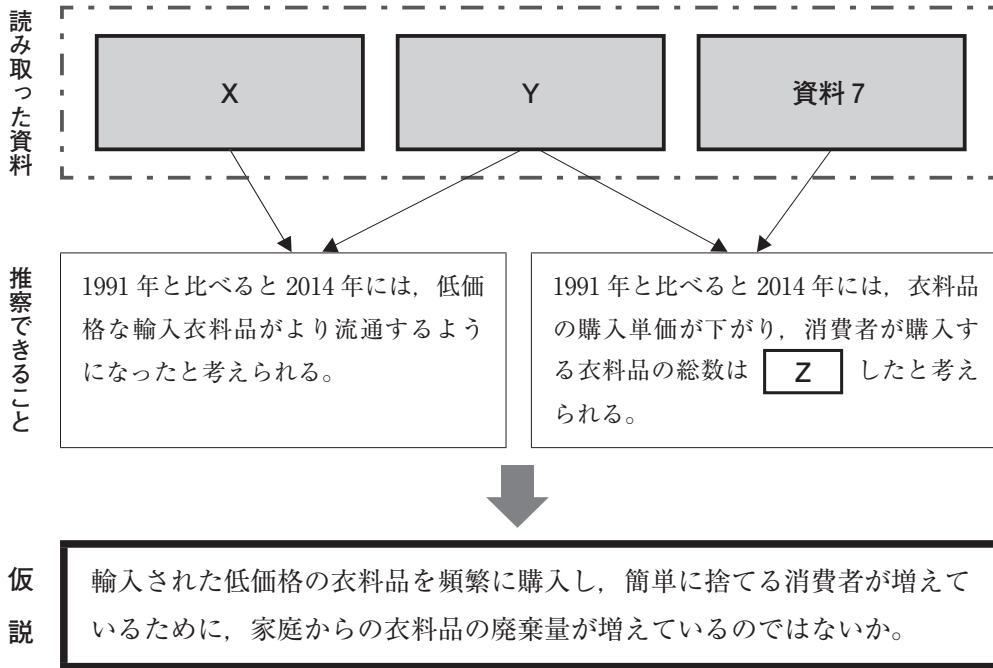 読み取った資料
X
Y
資料7
推察できること
1991年と比べると2014年には，低価
格な輸入衣料品がより流通するよう
になったと考えられる。
1991年と比べると2014年には，衣料品
の購入単価が下がり，消費者が購入す
る衣料品の総数は Z したと考え
られる。
仮説
輸入された低価格の衣料品を頻繁に購入し，簡単に捨てる消費者が増えて
いるために，家庭からの衣料品の廃棄量が増えているのではないか。